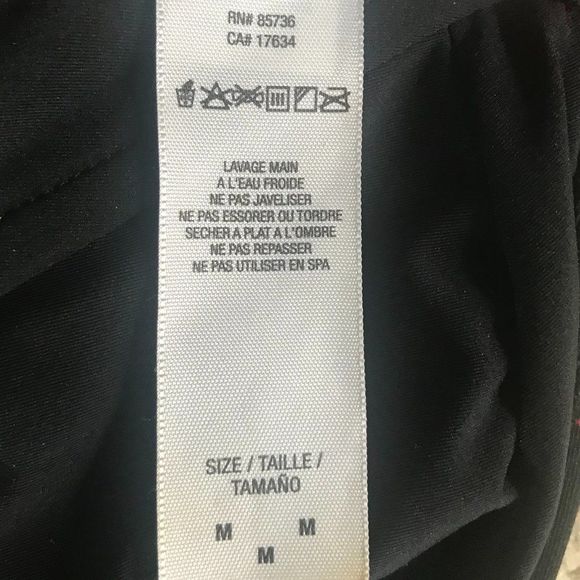 RN# 85736
CA# 17634
LAVAGE MAIN
A L'EAU FROIDE
NE PAS JAVELISER
NE PAS ESSORER OU TORDRE
SECHER A PLAT A L'OMBRE
NE PAS REPASSER
NE PAS UTILISER EN SPA
SIZE / TAILLE /
TAMAÑO
M M
M